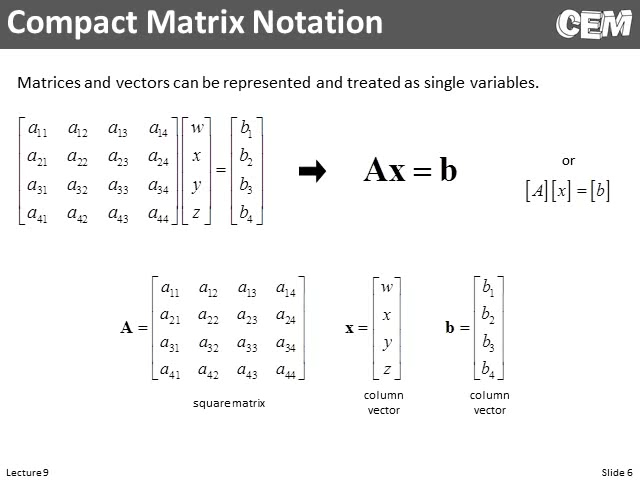 Compact Matrix Notation
CEM
Matrices and vectors can be represented and treated as single variables.
[a₁₁ a₁₂ a₁₃ a₁₄] [w] [b₁]
[a₂₁ a₂₂ a₂₃ a₂₄] [x] [b₂]
[a₃₁ a₃₂ a₃₃ a₃₄] [y] = [b₃]
[a₄₁ a₄₂ a₄₃ a₄₄] [z] [b₄]
➡ Ax = b
or
[A][x]=[b]
A = [a₁₁ a₁₂ a₁₃ a₁₄
a₂₁ a₂₂ a₂₃ a₂₄
a₃₁ a₃₂ a₃₃ a₃₄
a₄₁ a₄₂ a₄₃ a₄₄]
square matrix
x = [w
x
y
z]
column
vector
b = [b₁
b₂
b₃
b₄]
column
vector
Lecture 9
Slide 6